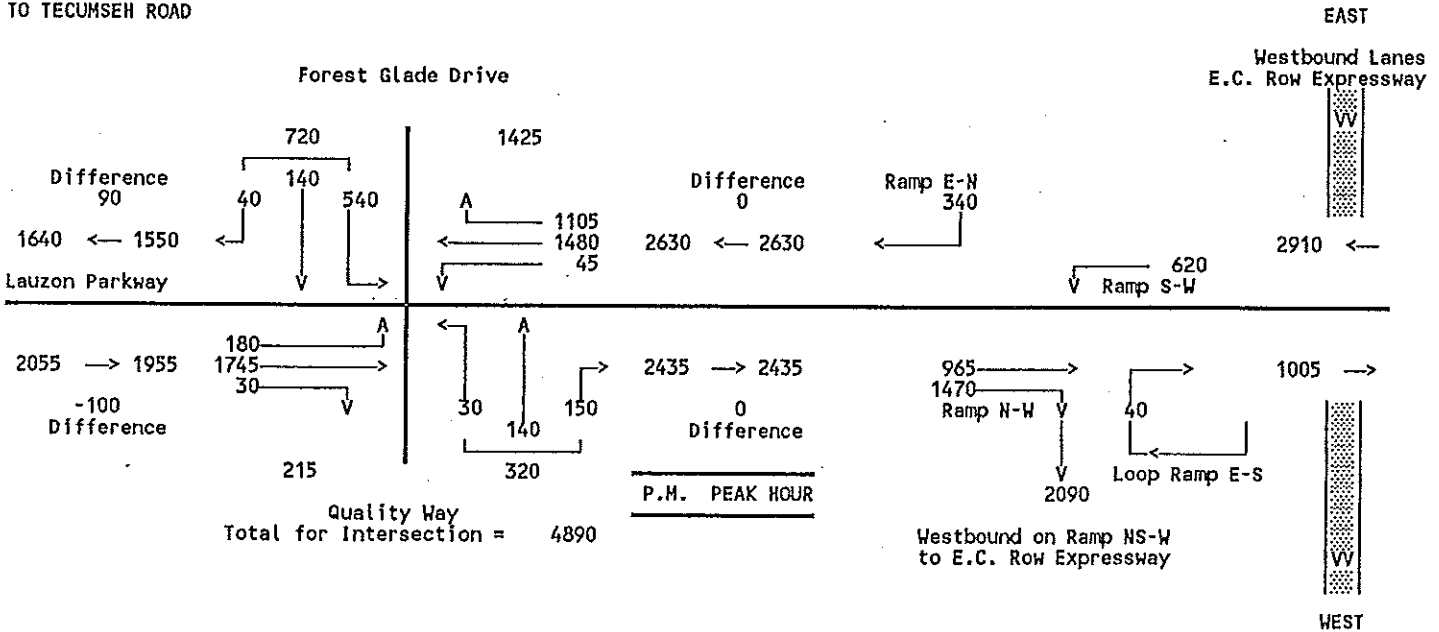 TO TECUMSEH ROAD
EAST
Westbound Lanes
E.C. Row Expressway
Forest Glade Drive
VV
720 1425
Difference 140 Difference Ramp E-N
90 40 540 A 0 340
1105
1640 <-- 1550 < < 1480 2630 <-- 2630 < 2910 <--
45 620
Lauzon Parkway V > V V Ramp S-W
A < A
180
2055 --> 1955 1745 > > 2435 --> 2435 965 > > 1005 -->
30 1470
-100 V 30 150 0 Ramp N-W V 40
Difference 140 Difference
215 320 V < Loop Ramp E-S
P.M. PEAK HOUR 2090
Quality Way
Total for Intersection = 4890 Westbound on Ramp NS-W
to E.C. Row Expressway VV
WEST